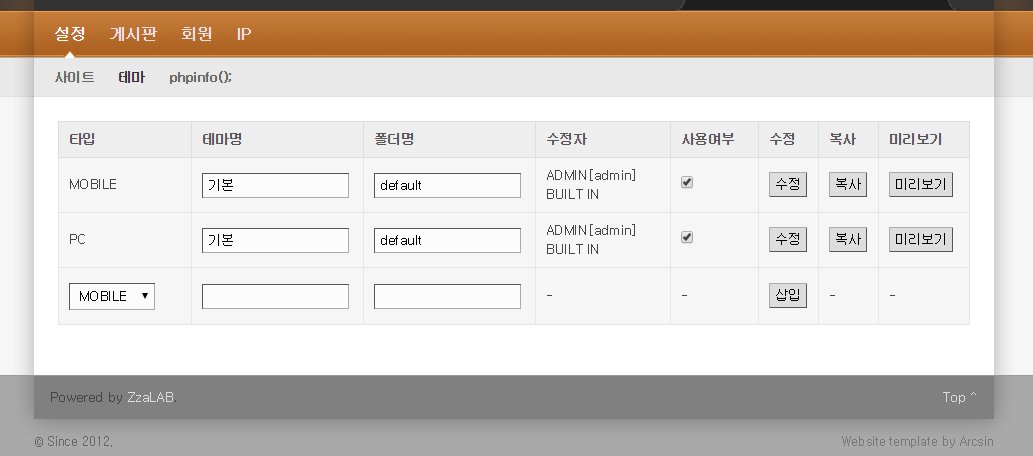 설정 게시판 회원 IP
사이트 테마 phpinfo();
타입 테마명 폴더명 수정자 사용여부 수정 복사 미리보기
MOBILE 기본 default ADMIN [admin] 수정 복사 미리보기
BUILT IN
PC 기본 default ADMIN [admin] 수정 복사 미리보기
BUILT IN
MOBILE - - 삽입 - -
Powered by ZzaLAB. Top ^
© Since 2012. Website template by Arcsin